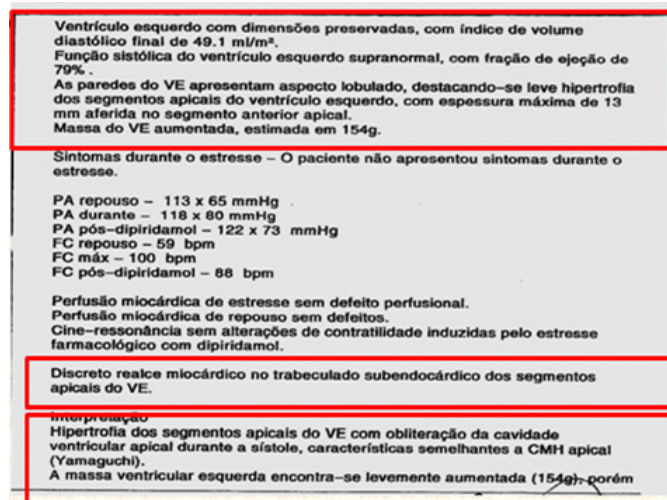 Ventrículo esquerdo com dimensões preservadas, com índice de volume
diastólico final de 49.1 ml/m².
Função sistólica do ventrículo esquerdo supranormal, com fração de ejeção de
79% .
As paredes do VE apresentam aspecto lobulado, destacando-se leve hipertrofia
dos segmentos apicais do ventrículo esquerdo, com espessura máxima de 13
mm aferida no segmento anterior apical.
Massa do VE aumentada, estimada em 154g.
Sintomas durante o estresse – O paciente não apresentou sintomas durante o
estresse.
PA repouso – 113 x 65 mmHg
PA durante – 118 x 80 mmHg
PA pós-dipiridamol – 122 x 73 mmHg
FC repouso – 59 bpm
FC máx – 100 bpm
FC pós-dipiridamol – 88 bpm
Perfusão miocárdica de estresse sem defeito perfusional.
Perfusão miocárdica de repouso sem defeitos.
Cine-ressonância sem alterações de contratilidade induzidas pelo estresse
farmacológico com dipiridamol.
Discreto realce miocárdico no trabeculado subendocárdico dos segmentos
apicais do VE.
Interpretação
Hipertrofia dos segmentos apicais do VE com obliteração da cavidade
ventricular apical durante a sístole, características semelhantes a CMH apical
(Yamaguchi).
A massa ventricular esquerda encontra-se levemente aumentada (154g), porém